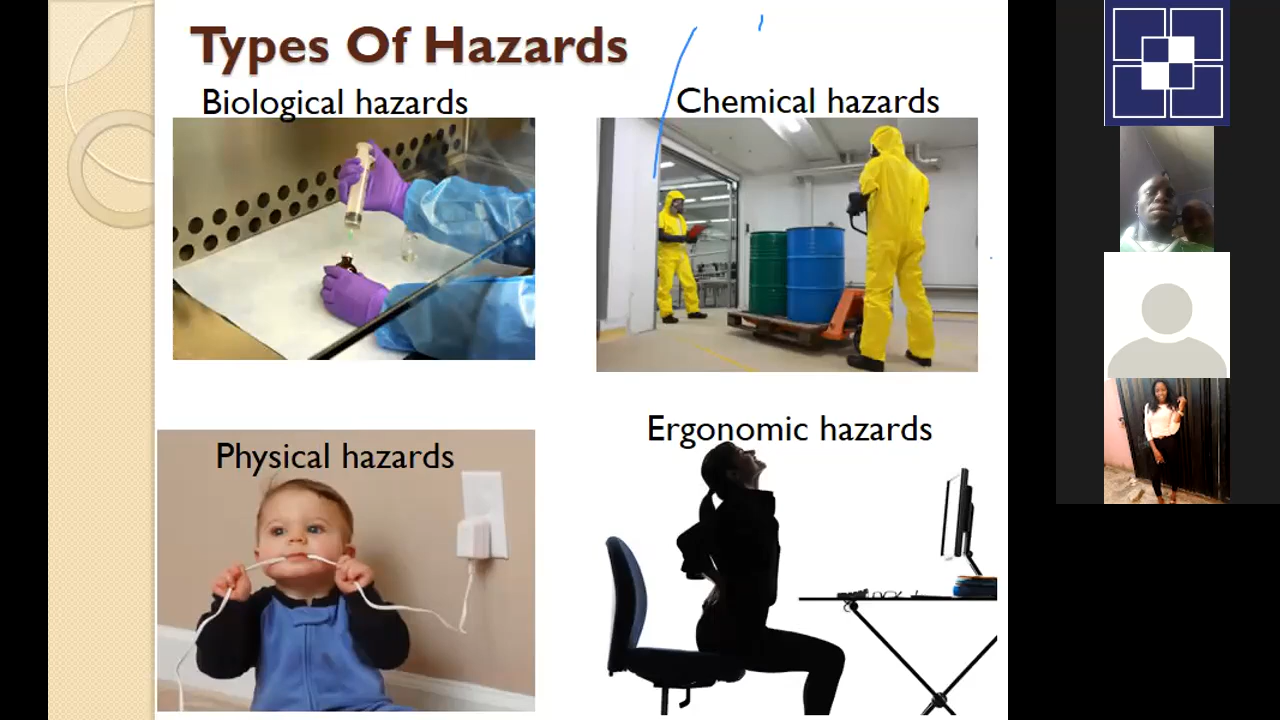 Types Of Hazards
Biological hazards
Chemical hazards
Physical hazards
Ergonomic hazards